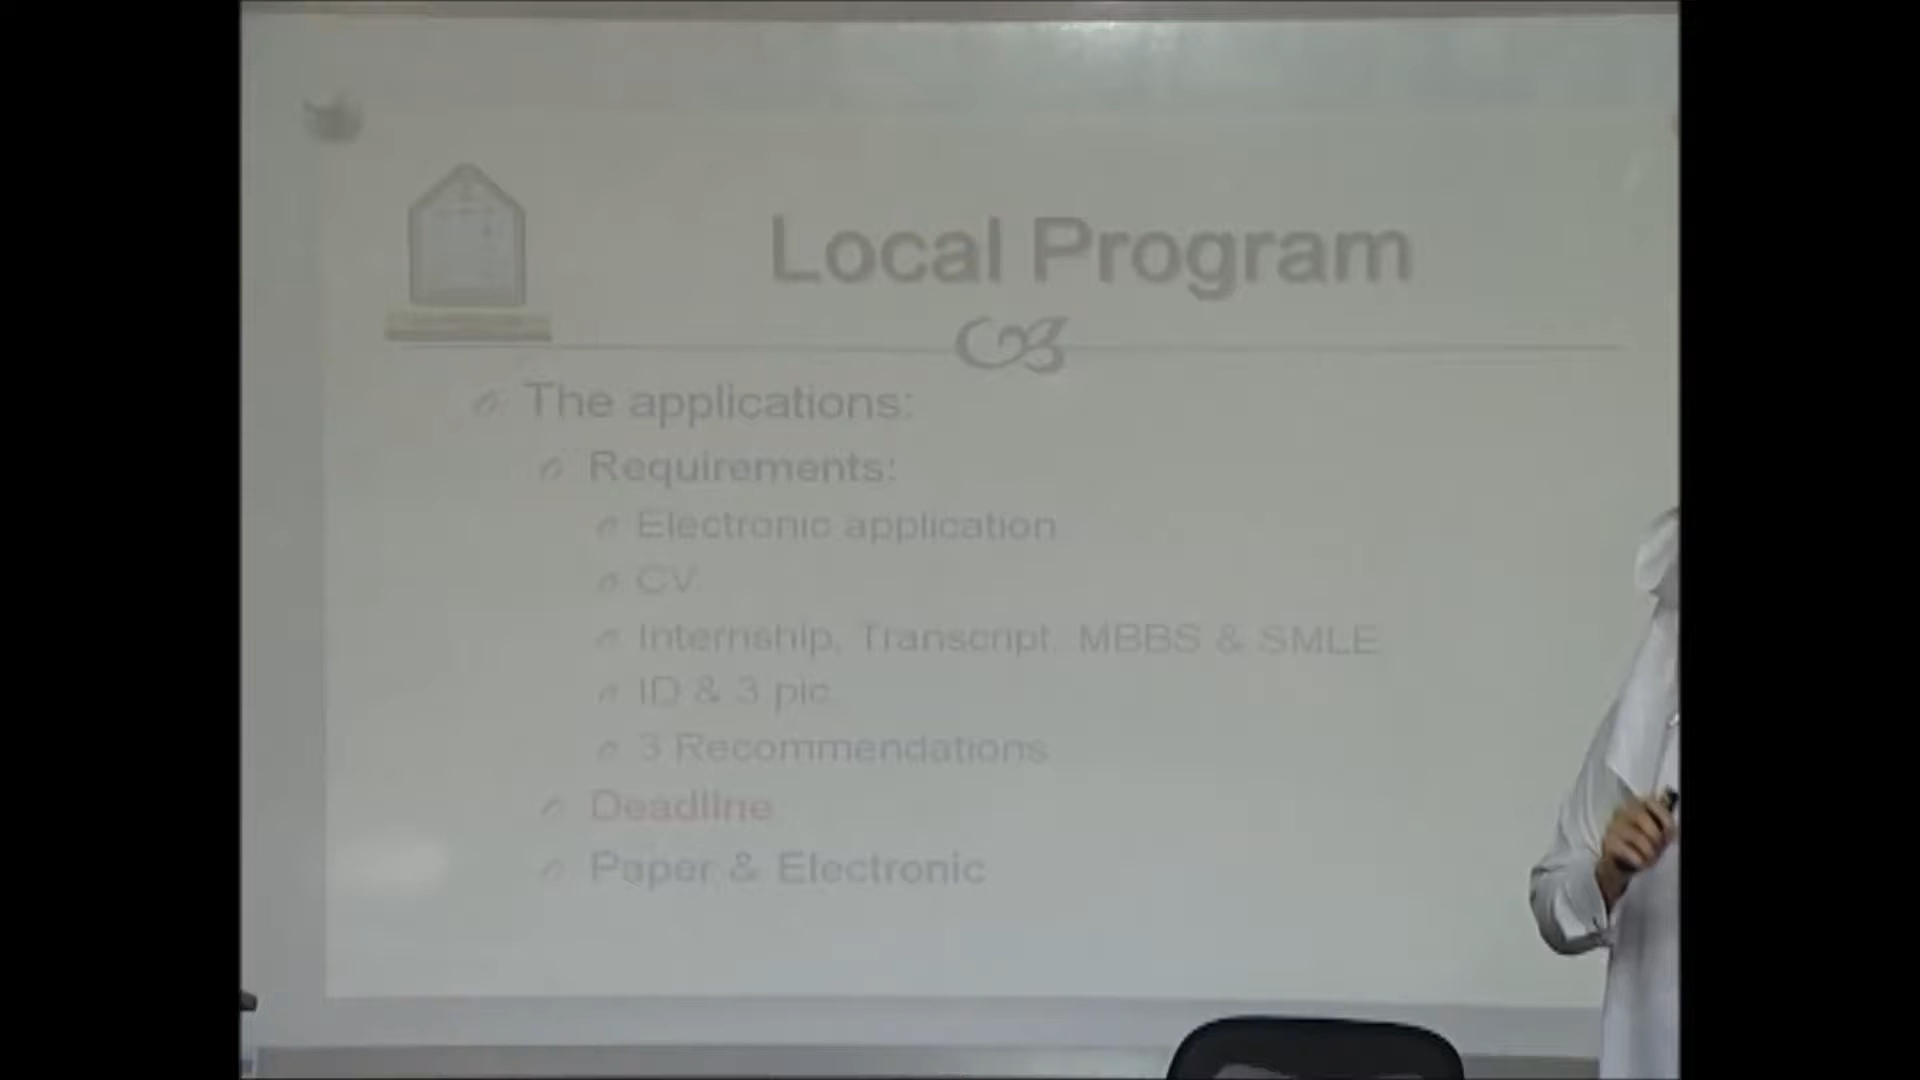 Local Program
The applications:
Requirements:
Electronic application
CV
Internship, Transcript, MBBS & SMLE
ID & 3 pic
3 Recommendations
Deadline
Paper & Electronic